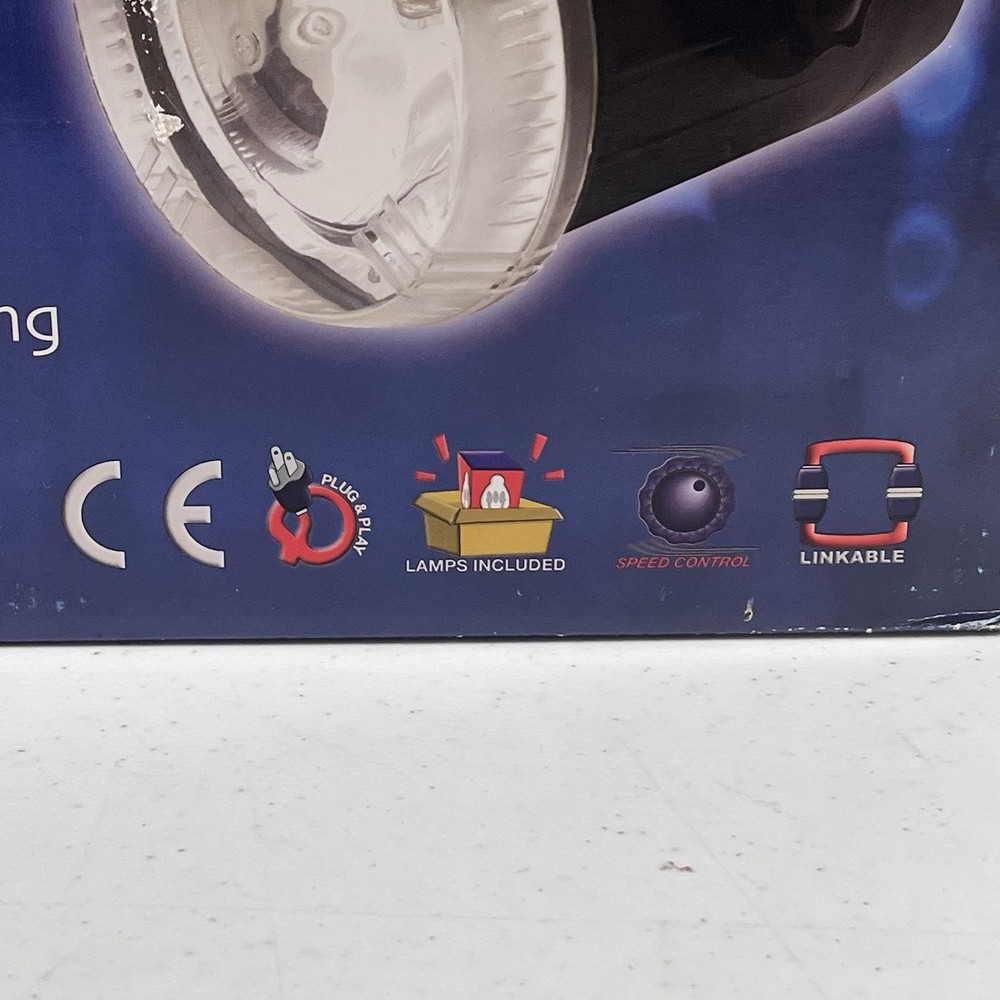 ng
CE
PLUG & PLAY
LAMPS INCLUDED
SPEED CONTROL
LINKABLE